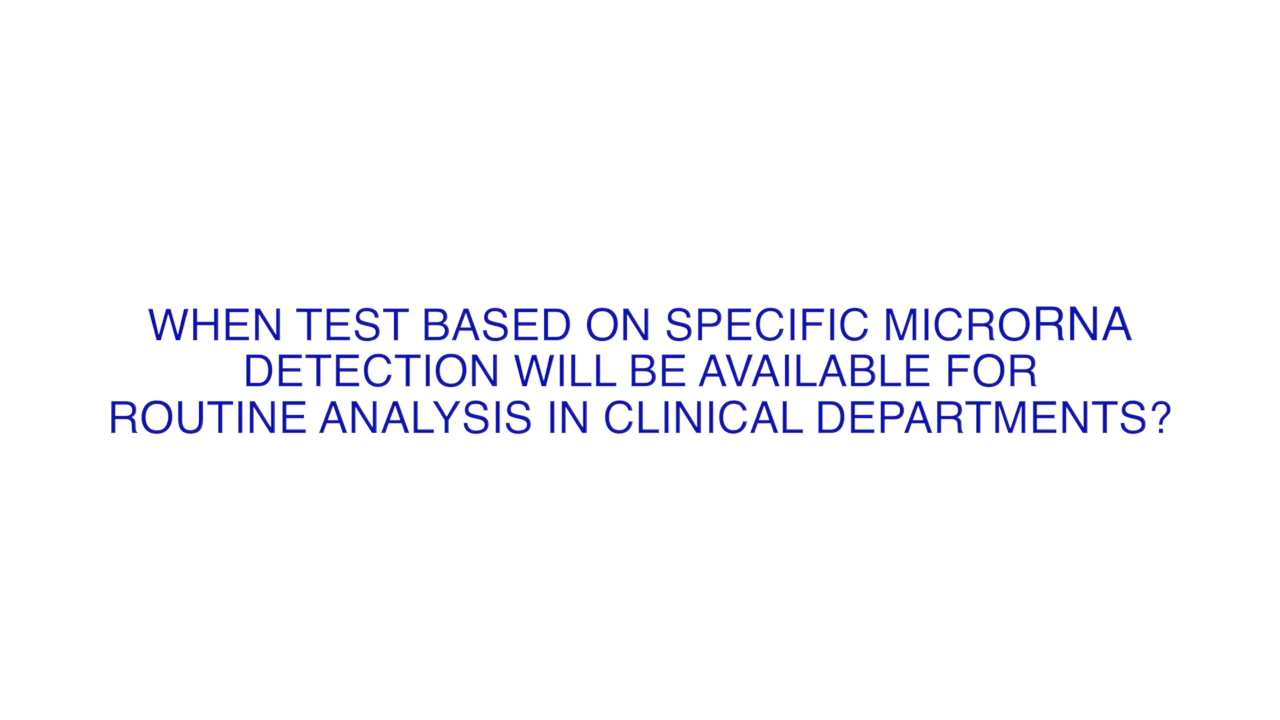 WHEN TEST BASED ON SPECIFIC MICRORNA
DETECTION WILL BE AVAILABLE FOR
ROUTINE ANALYSIS IN CLINICAL DEPARTMENTS?